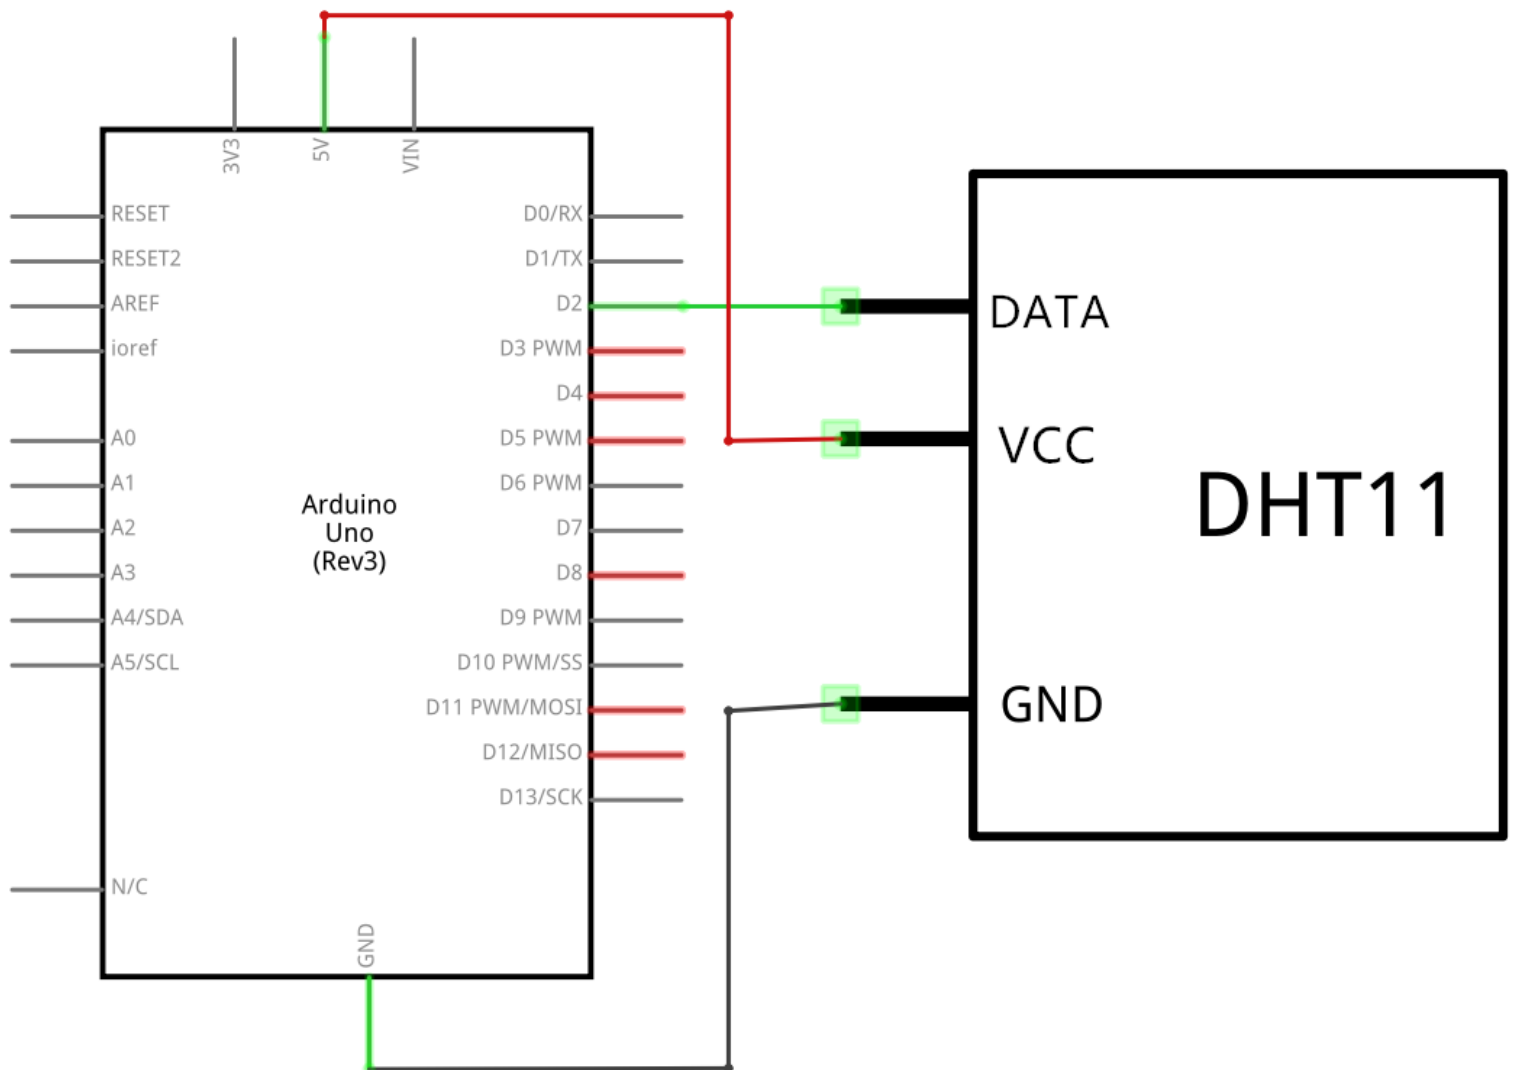 3V3
5V
VIN
RESET
RESET2
AREF
ioref
A0
A1
A2
A3
A4/SDA
A5/SCL
N/C
Arduino
Uno
(Rev3)
D0/RX
D1/TX
D2
D3 PWM
D4
D5 PWM
D6 PWM
D7
D8
D9 PWM
D10 PWM/SS
D11 PWM/MOSI
D12/MISO
D13/SCK
GND
DATA
VCC
DHT11
GND